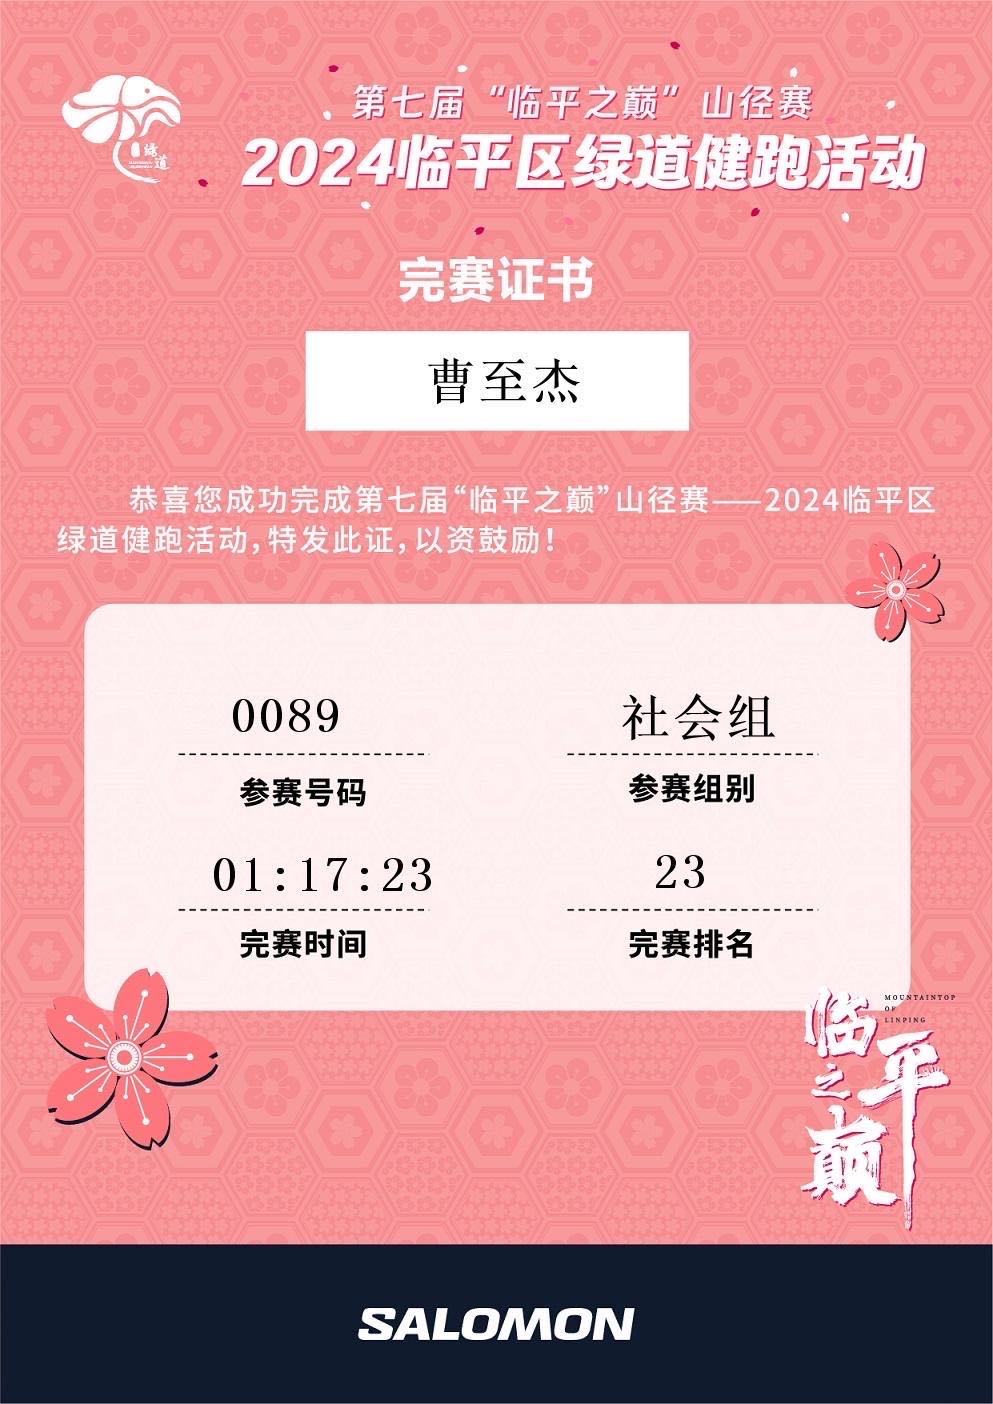 第七届“临平之巅”山径赛
2024临平区绿道健跑活动
绿道
完赛证书
曹至杰
恭喜您成功完成第七届“临平之巅”山径赛——2024临平区
绿道健跑活动，特发此证，以资鼓励！
0089
社会组
参赛号码
参赛组别
01:17:23
23
完赛时间
完赛排名
临平之巅
MOUNTAINTOP
OF
LINPING
SALOMON